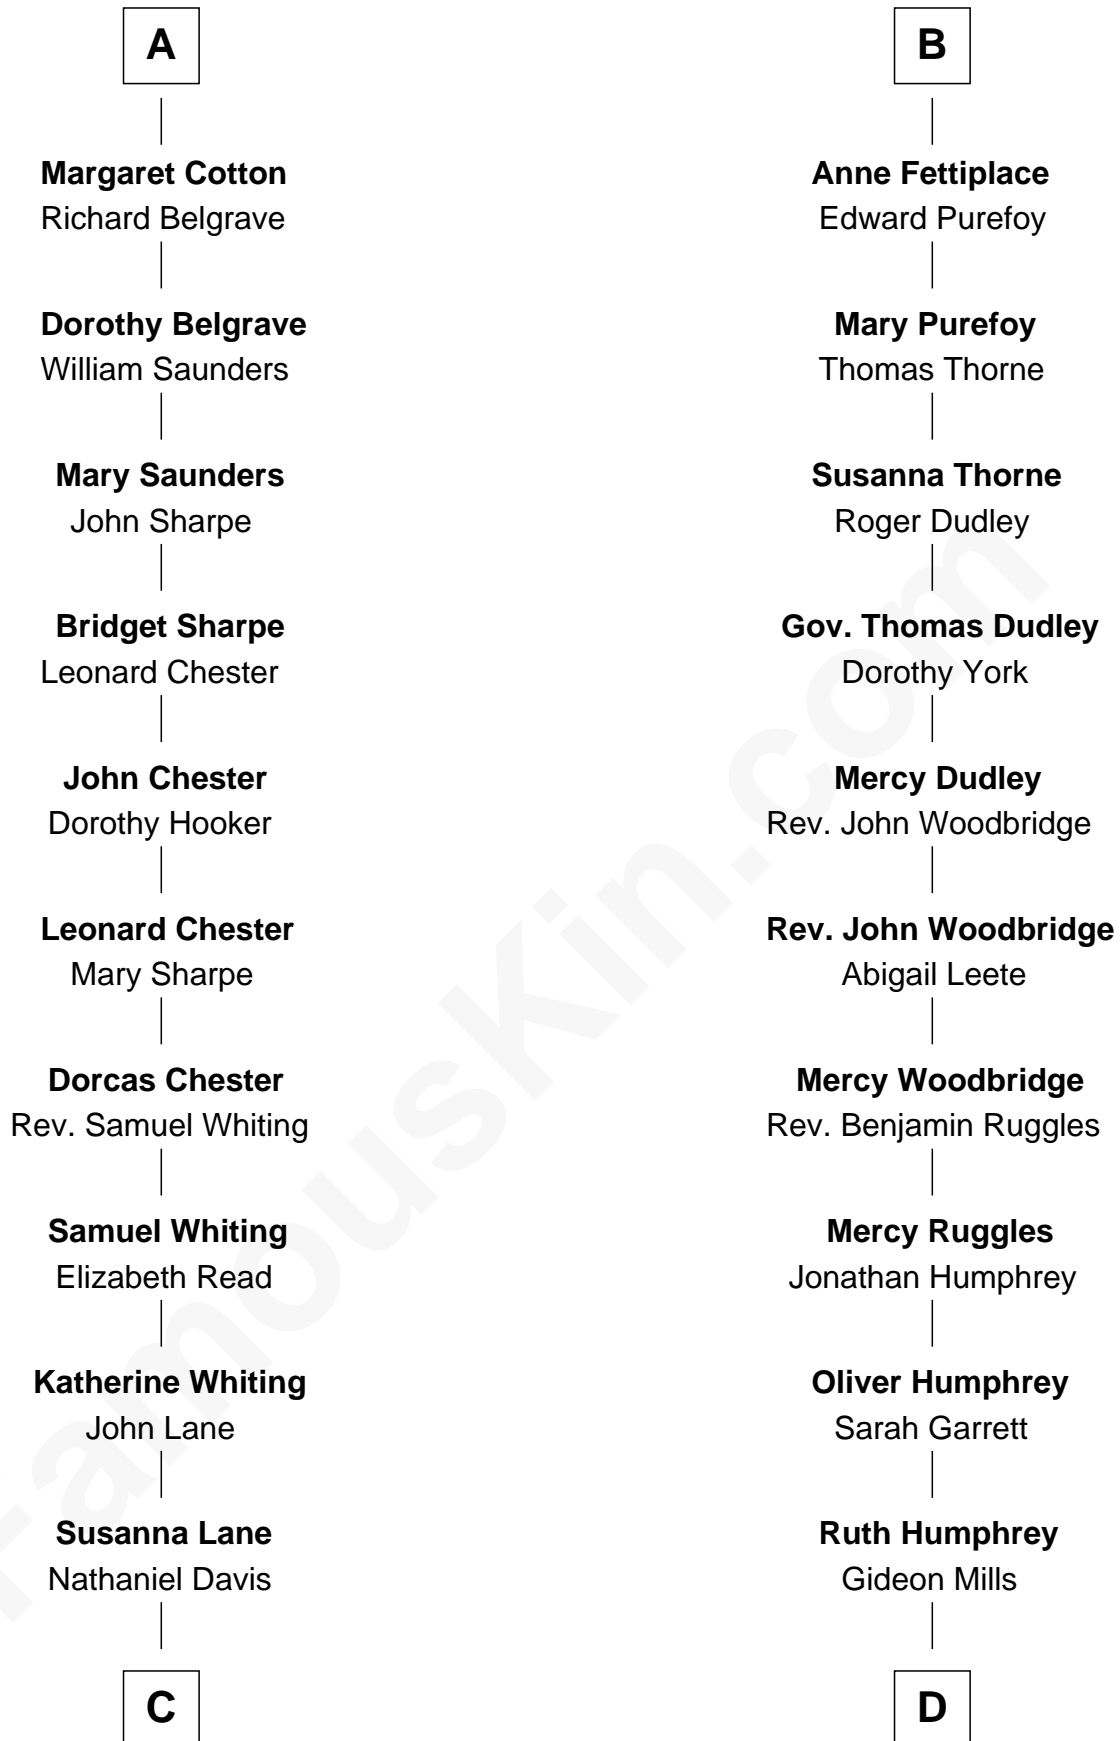 A
Margaret Cotton
Richard Belgrave
Dorothy Belgrave
William Saunders
Mary Saunders
John Sharpe
Bridget Sharpe
Leonard Chester
John Chester
Dorothy Hooker
Leonard Chester
Mary Sharpe
Dorcas Chester
Rev. Samuel Whiting
Samuel Whiting
Elizabeth Read
Katherine Whiting
John Lane
Susanna Lane
Nathaniel Davis
C
B
Anne Fettiplace
Edward Purefoy
Mary Purefoy
Thomas Thorne
Susanna Thorne
Roger Dudley
Gov. Thomas Dudley
Dorothy York
Mercy Dudley
Rev. John Woodbridge
Rev. John Woodbridge
Abigail Leete
Mercy Woodbridge
Rev. Benjamin Ruggles
Mercy Ruggles
Jonathan Humphrey
Oliver Humphrey
Sarah Garrett
Ruth Humphrey
Gideon Mills
D
FamousKin.com